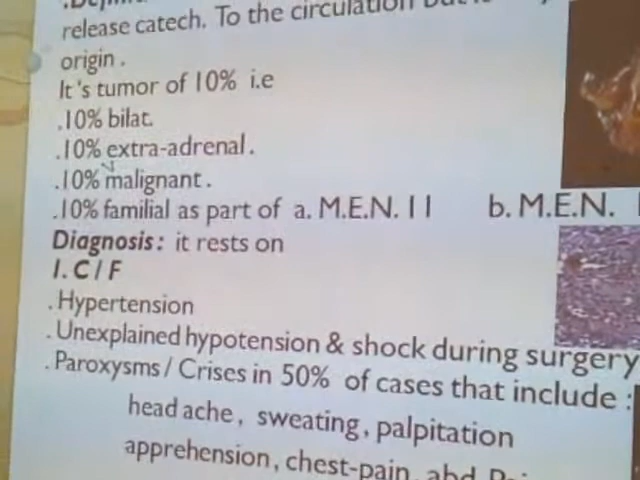 release catech. To the circulation
origin .
It's tumor of 10% i.e
.10% bilat.
.10% extra-adrenal .
.10% malignant .
.10% familial as part of a. M.E.N. I I b. M.E.N.
Diagnosis: it rests on
I. C / F
. Hypertension
. Unexplained hypotension & shock during surgery
. Paroxysms / Crises in 50% of cases that include :
head ache, sweating, palpitation
apprehension, chest-pain, abd